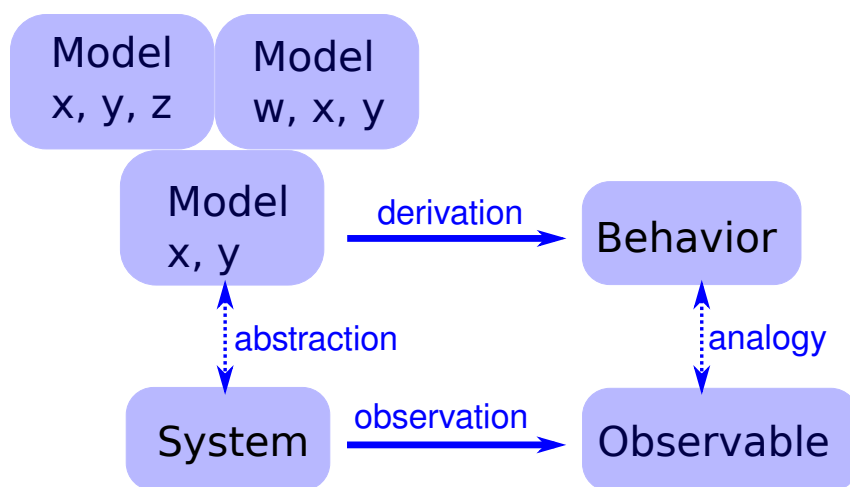 Model
x, y, z
Model
w, x, y
Model
x, y
derivation
Behavior
abstraction
analogy
System
observation
Observable